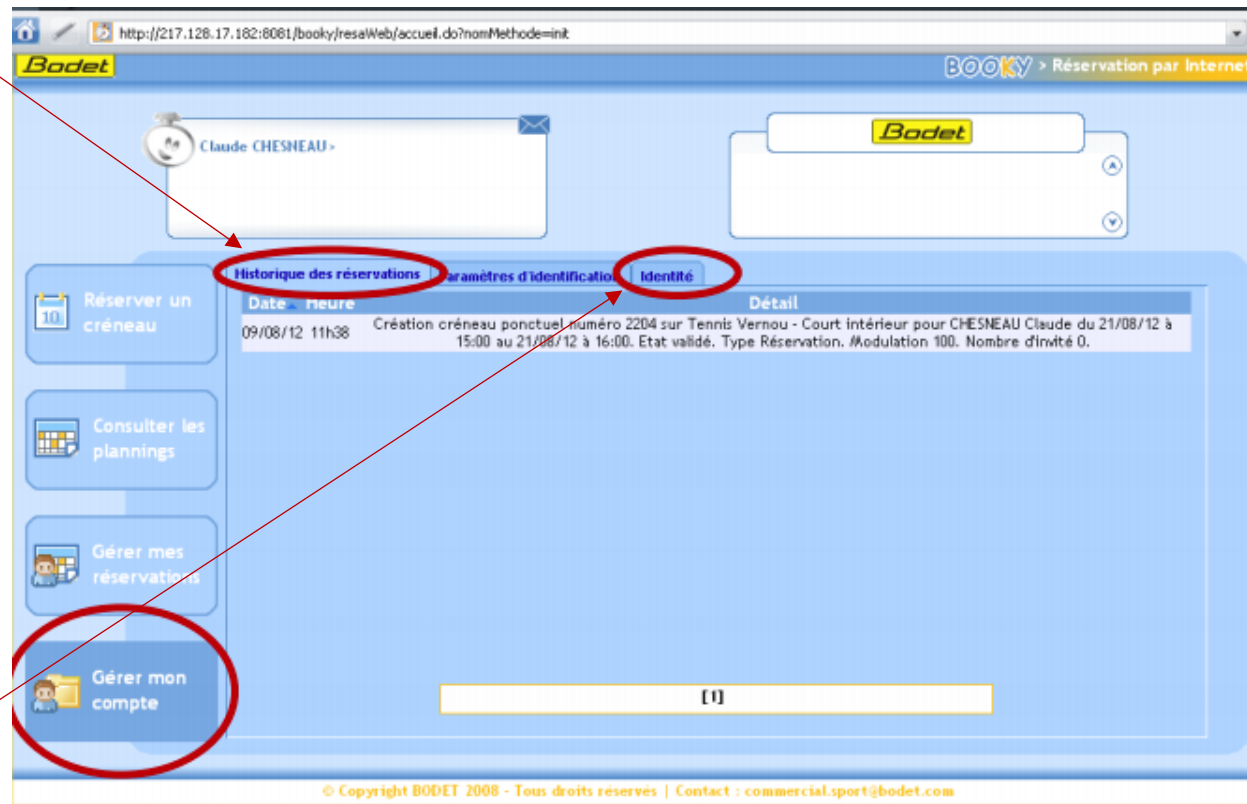 http://217.128.17.182:8081/booky/resaWeb/accueil.do?nomMethode=init
Bodet
BOOKY > Réservation par Internet
Claude CHESNEAU >
Bodet
Historique des réservations
Paramètres d'identification
Identité
Réserver un
créneau
10
Date Heure
Détail
09/08/12 11h38
Création créneau ponctuel numéro 2204 sur Tennis Vernou - Court intérieur pour CHESNEAU Claude du 21/08/12 à
15:00 au 21/08/12 à 16:00. Etat validé. Type Réservation. Modulation 100. Nombre d'invité 0.
Consulter les
plannings
Gérer mes
réservations
Gérer mon
compte
[1]
© Copyright BODET 2008 - Tous droits réservés | Contact : commercial.sport@bodet.com